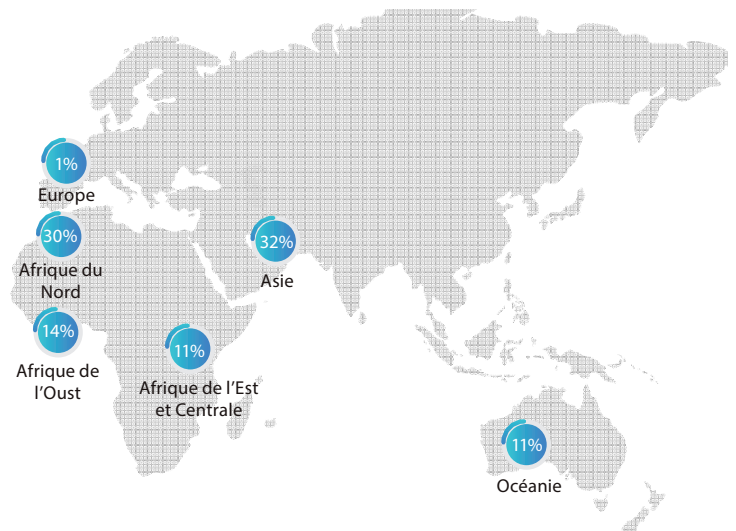 1%
Europe
30%
Afrique du
Nord
32%
Asie
14%
Afrique de
l'Oust
11%
Afrique de l'Est
et Centrale
11%
Océanie